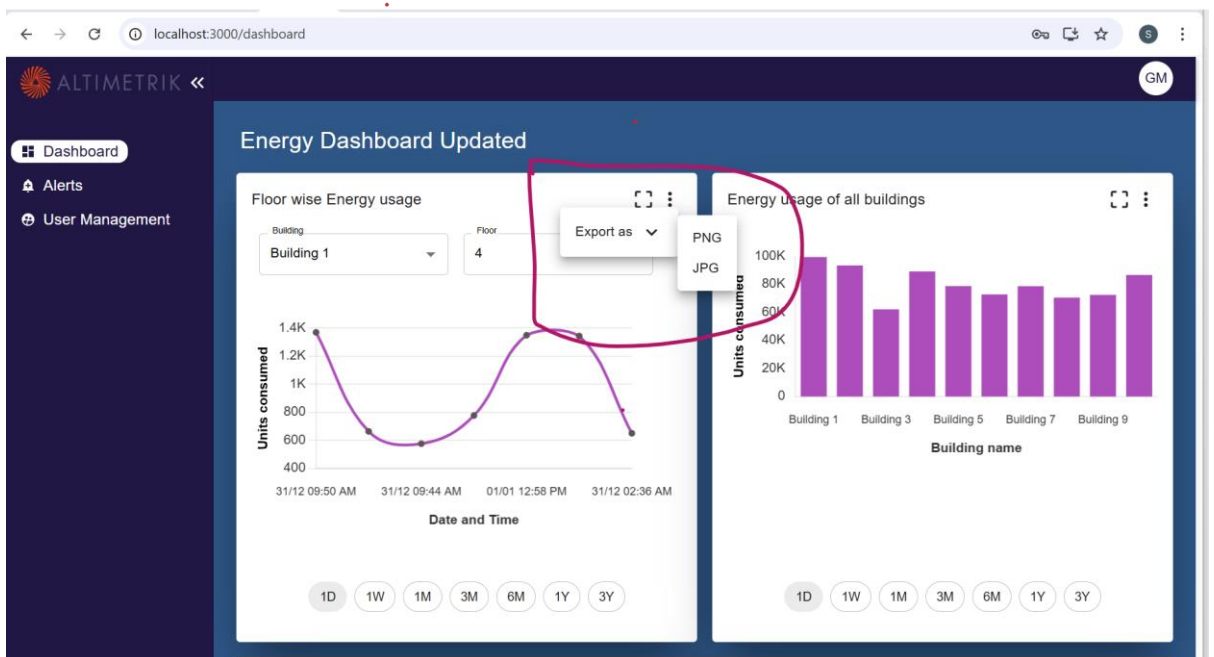 localhost:3000/dashboard
S
ALTIMETRIK «
GM
Dashboard
Alerts
User Management
Energy Dashboard Updated
Floor wise Energy usage
Building
Building 1
Floor
4
Export as
PNG
JPG
Units consumed
1.4K
1.2K
1K
800
600
400
31/12 09:50 AM 31/12 09:44 AM 01/01 12:58 PM 31/12 02:36 AM
Date and Time
1D 1W 1M 3M 6M 1Y 3Y
Energy usage of all buildings
Units consumed
100K
80K
60K
40K
20K
0
Building 1 Building 3 Building 5 Building 7 Building 9
Building name
1D 1W 1M 3M 6M 1Y 3Y